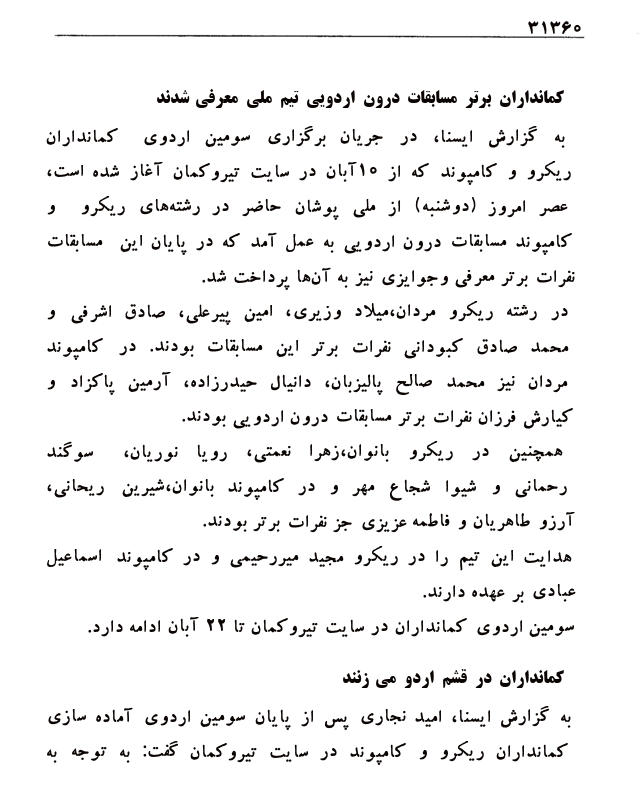 ۳۱۳۶۰
کمانداران برتر مسابقات درون اردویی تیم ملی معرفی شدند
به گزارش ایسنا، در جریان برگزاری سومین اردوی کمانداران
ریکرو و کامپوند که از ۱۰آبان در سایت تیروکمان آغاز شده است،
عصر امروز (دوشنبه) از ملی پوشان حاضر در رشته‌های ریکرو و
کامپوند مسابقات درون اردویی به عمل آمد که در پایان این مسابقات
نفرات برتر معرفی وجوایزی نیز به آن‌ها پرداخت شد.
در رشته ریکرو مردان،میلاد وزیری، امین پیرعلی، صادق اشرفی و
محمد صادق کبودانی نفرات برتر این مسابقات بودند. در کامپوند
مردان نیز محمد صالح پالیزبان، دانیال حیدرزاده، آرمین پاکزاد و
کیارش فرزان نفرات برتر مسابقات درون اردویی بودند.
همچنین در ریکرو بانوان،زهرا نعمتی، رویا نوریان، سوگند
رحمانی و شیوا شجاع مهر و در کامپوند بانوان،شیرین ریحانی،
آرزو طاهریان و فاطمه عزیزی جز نفرات برتر بودند.
هدایت این تیم را در ریکرو مجید میررحیمی و در کامپوند اسماعیل
عبادی بر عهده دارند.
سومین اردوی کمانداران در سایت تیروکمان تا ۲۲ آبان ادامه دارد.
کمانداران در قشم اردو می زنند
به گزارش ایسنا، امید نجاری پس از پایان سومین اردوی آماده سازی
کمانداران ریکرو و کامپوند در سایت تیروکمان گفت: به توجه به